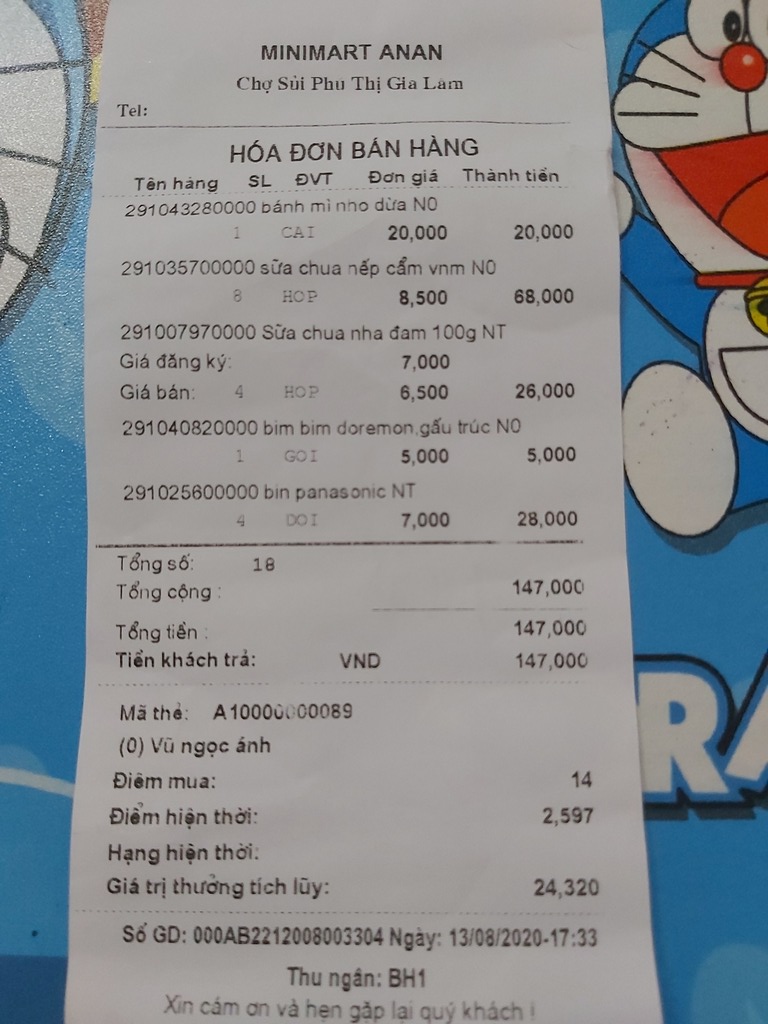 MINIMART ANAN
Chợ Sủi Phú Thị Gia Lâm
Tel:
HÓA ĐƠN BÁN HÀNG
Tên hàng SL ĐVT Đơn giá Thành tiền
291043280000 bánh mì nho dừa N0
1 CAI 20,000 20,000
291035700000 sữa chua nếp cẩm vnm N0
8 HOP 8,500 68,000
291007970000 Sữa chua nha đam 100g NT
Giá đăng ký: 7,000
Giá bán: 4 HOP 6,500 26,000
291040820000 bim bim doremon,gấu trúc N0
1 GOI 5,000 5,000
291025600000 bin panasonic NT
4 DOI 7,000 28,000
Tổng số: 18
Tổng cộng : 147,000
Tổng tiền : 147,000
Tiền khách trả: VND 147,000
Mã thẻ: A10000000089
(0) Vũ ngọc ánh
Điểm mua: 14
Điểm hiện thời: 2,597
Hạng hiện thời:
Giá trị thưởng tích lũy: 24,320
Số GD: 000AB2212008003304 Ngày: 13/08/2020-17:33
Thu ngân: BH1
Xin cám ơn và hẹn gặp lại quý khách !
RA